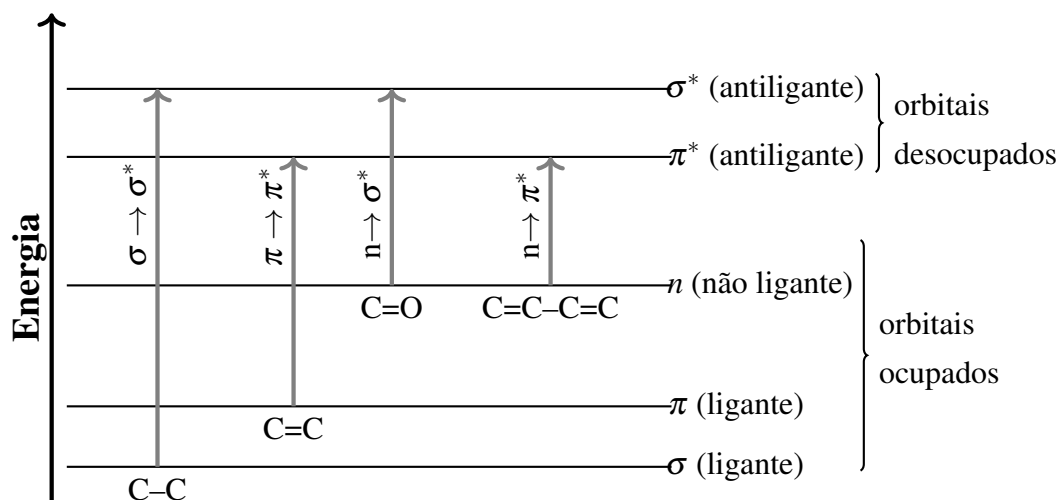 Energia
σ* (antiligante)
π* (antiligante)
orbitais
desocupados
σ → σ*
π → π*
n→ σ*
n→ π*
n (não ligante)
C=O
C=C–C=C
orbitais
ocupados
π (ligante)
C=C
σ (ligante)
C–C